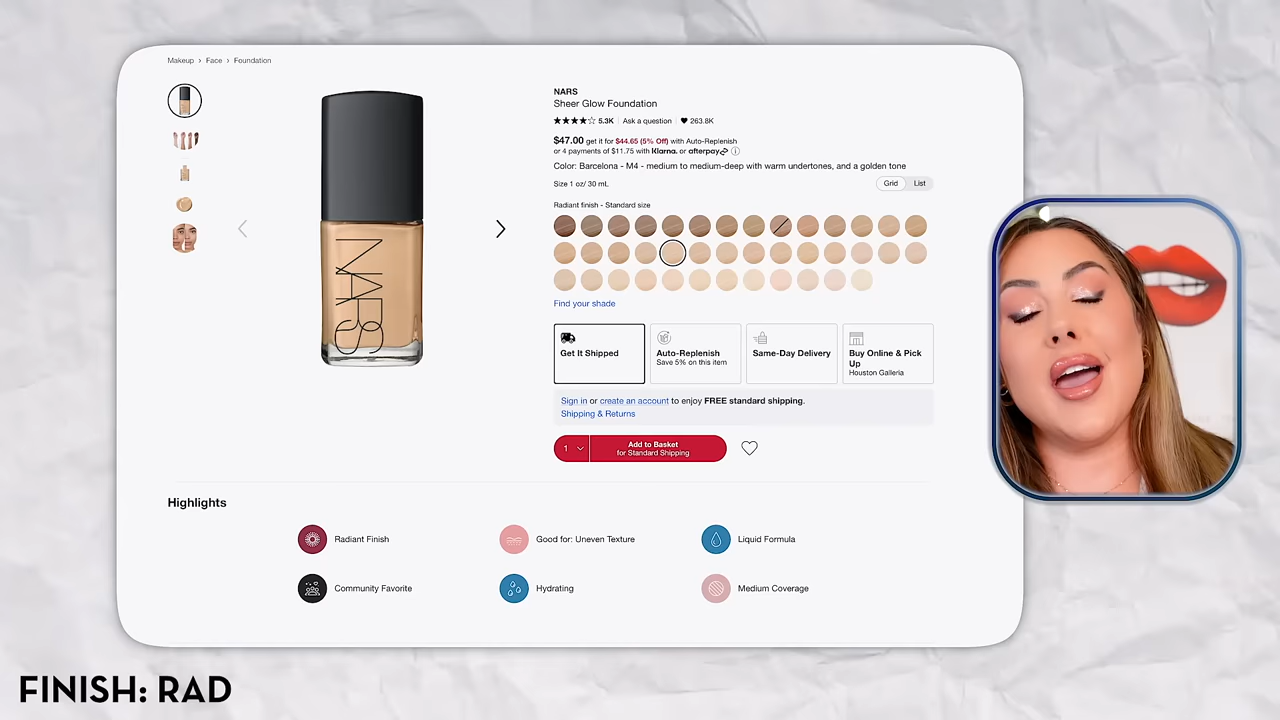 Makeup › Face › Foundation
NARS
Sheer Glow Foundation
5.3K Ask a question 263.8K
$47.00 get it for $44.65 (5% Off) with Auto-Replenish
or 4 payments of $11.75 with Klarna. or afterpay
Color: Barcelona - M4 - medium to medium-deep with warm undertones, and a golden tone
Size 1 oz/ 30 mL
Grid List
Radiant finish - Standard size
NARS
Find your shade
Get It Shipped
Auto-Replenish
Save 5% on this item
Same-Day Delivery
Buy Online & Pick
Up
Houston Galleria
Sign in or create an account to enjoy FREE standard shipping.
Shipping & Returns
1 Add to Basket
for Standard Shipping
Highlights
Radiant Finish Good for: Uneven Texture Liquid Formula
Community Favorite Hydrating Medium Coverage
FINISH: RAD